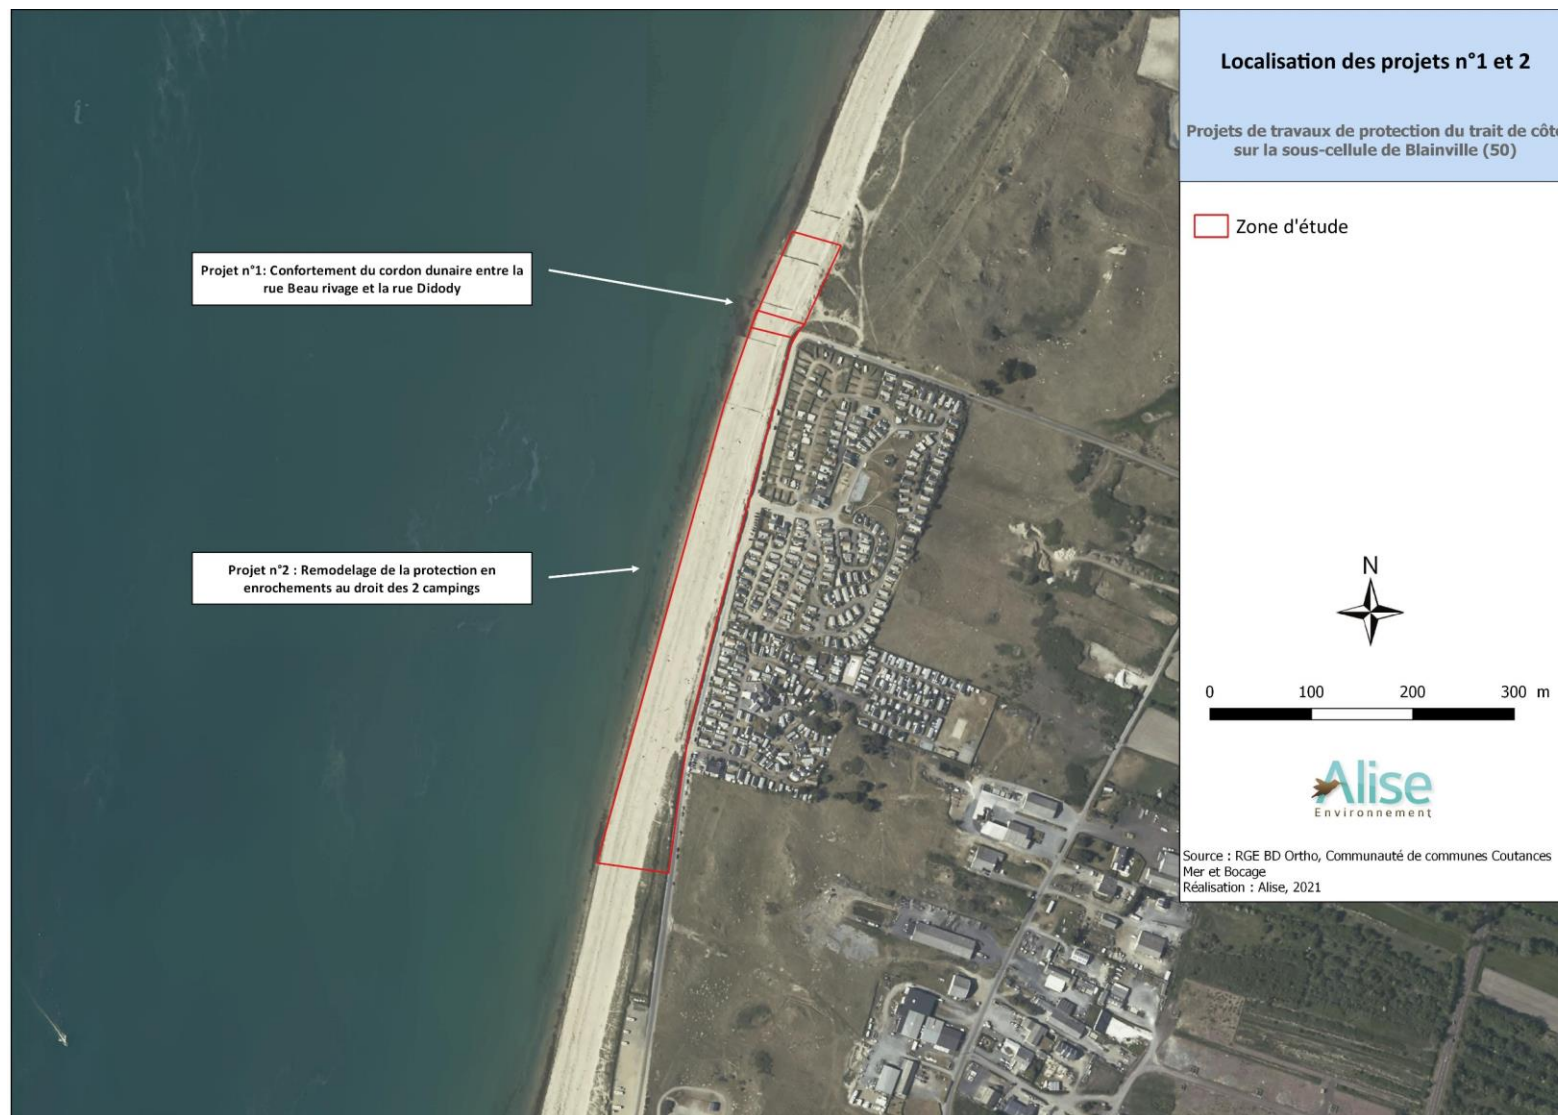 Localisation des projets n°1 et 2
Projets de travaux de protection du trait de côte
sur la sous-cellule de Blainville (50)
Zone d'étude
Projet n°1: Confortement du cordon dunaire entre la
rue Beau rivage et la rue Didody
Projet n°2 : Remodelage de la protection en
enrochements au droit des 2 campings
N
0 100 200 300 m
Alise
Environnement
Source : RGE BD Ortho, Communauté de communes Coutances
Mer et Bocage
Réalisation : Alise, 2021